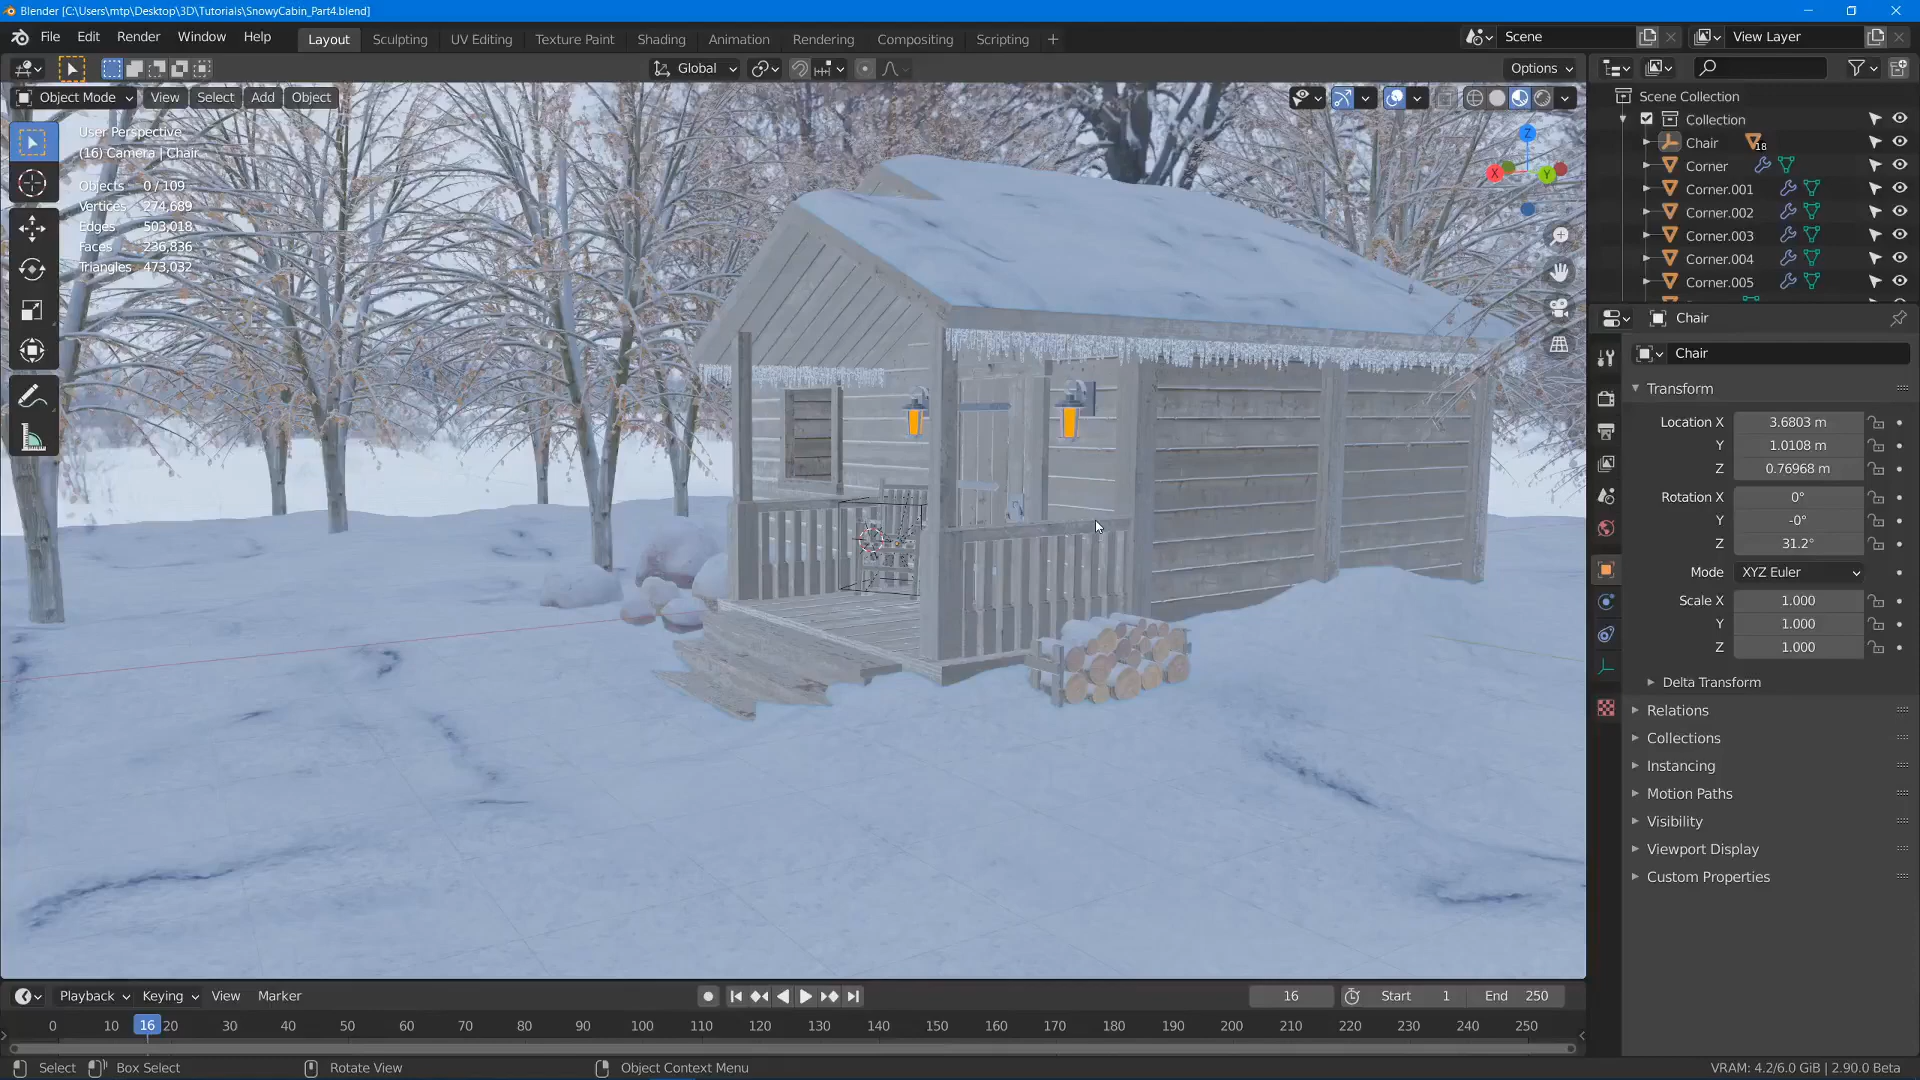 Blender [C:\Users\mtp\Desktop\3D\Tutorials\SnowyCabin_Part4.blend]
File Edit Render Window Help Layout Sculpting UV Editing Texture Paint Shading Animation Rendering Compositing Scripting Scene View Layer
Global Options
Object Mode View Select Add Object
User Perspective
(16) Camera | Chair
Objects 0 / 109
Vertices 274,689
Edges 503,018
Faces 236,836
Triangles 473,032
Z
X
Y
Scene Collection
Collection
Chair 18
Corner
Corner.001
Corner.002
Corner.003
Corner.004
Corner.005
Chair
Chair
Transform
Location X 3.6803 m
Y 1.0108 m
Z 0.76968 m
Rotation X 0°
Y -0°
Z 31.2°
Mode XYZ Euler
Scale X 1.000
Y 1.000
Z 1.000
Delta Transform
Relations
Collections
Instancing
Motion Paths
Visibility
Viewport Display
Custom Properties
Playback Keying View Marker 16 Start 1 End 250
0 10 16 20 30 40 50 60 70 80 90 100 110 120 130 140 150 160 170 180 190 200 210 220 230 240 250
Select Box Select Rotate View Object Context Menu VRAM: 4.2/6.0 GiB | 2.90.0 Beta